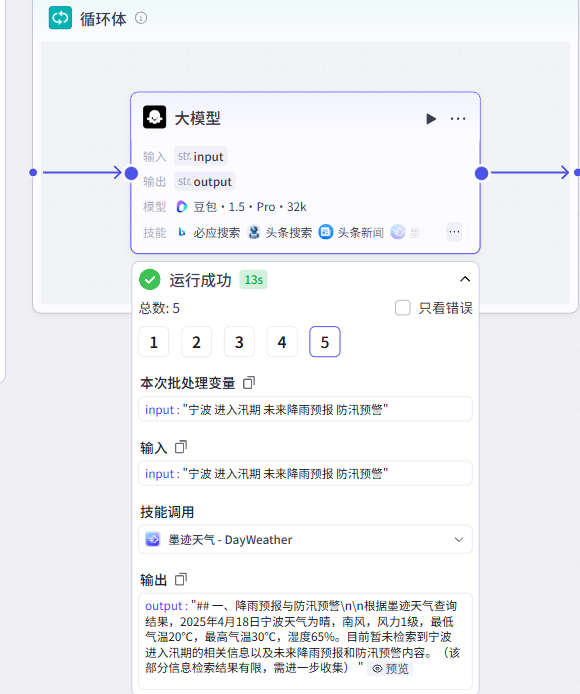 循环体
大模型
输入 str. input
输出 str. output
模型 豆包·1.5·Pro·32k
技能 必应搜索 头条搜索 头条新闻 墨
运行成功 13s
总数: 5 只看错误
1 2 3 4 5
本次批处理变量
input : "宁波 进入汛期 未来降雨预报 防汛预警"
输入
input : "宁波 进入汛期 未来降雨预报 防汛预警"
技能调用
墨迹天气 - DayWeather
输出
output : "## 一、降雨预报与防汛预警\n\n根据墨迹天气查询
结果，2025年4月18日宁波天气为晴，南风，风力1级，最低
气温20℃，最高气温30℃，湿度65%。目前暂未检索到宁波
进入汛期的相关信息以及未来降雨预报和防汛预警内容。（该
部分信息检索结果有限，需进一步收集） " 预览